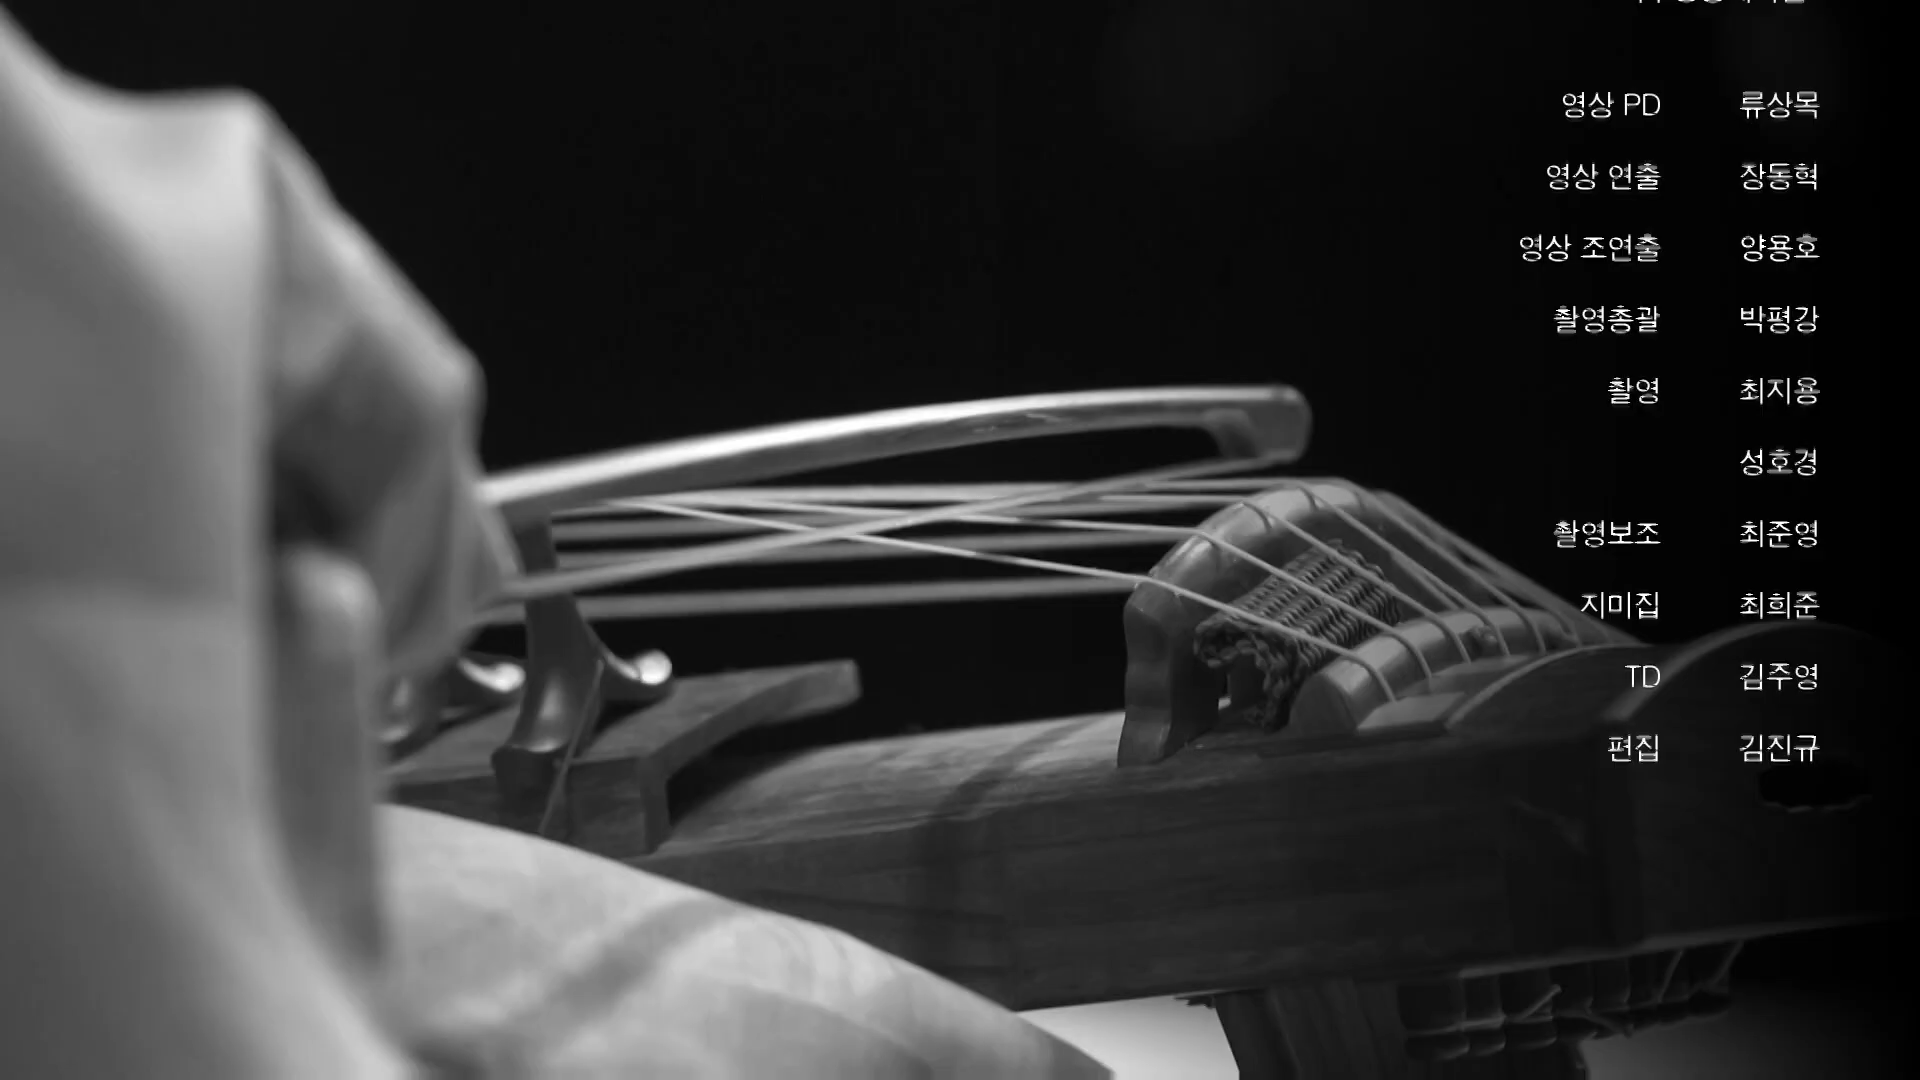 영상 PD 류상목
영상 연출 장동혁
영상 조연출 양용호
촬영총괄 박평강
촬영 최지용
성호경
촬영보조 최준영
지미집 최희준
TD 김주영
편집 김진규